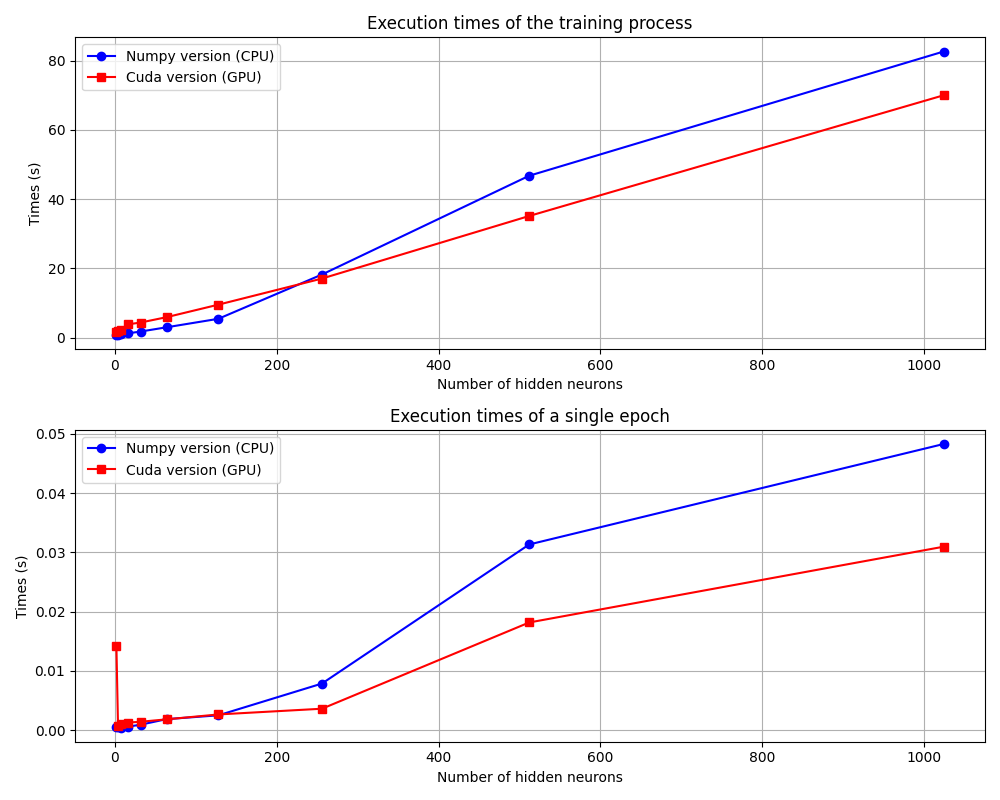 Execution times of the training process
Numpy version (CPU)
Cuda version (GPU)
80
60
40
20
0
Times (s)
0 200 400 600 800 1000
Number of hidden neurons
Execution times of a single epoch
Numpy version (CPU)
Cuda version (GPU)
0.05
0.04
0.03
0.02
0.01
0.00
Times (s)
0 200 400 600 800 1000
Number of hidden neurons